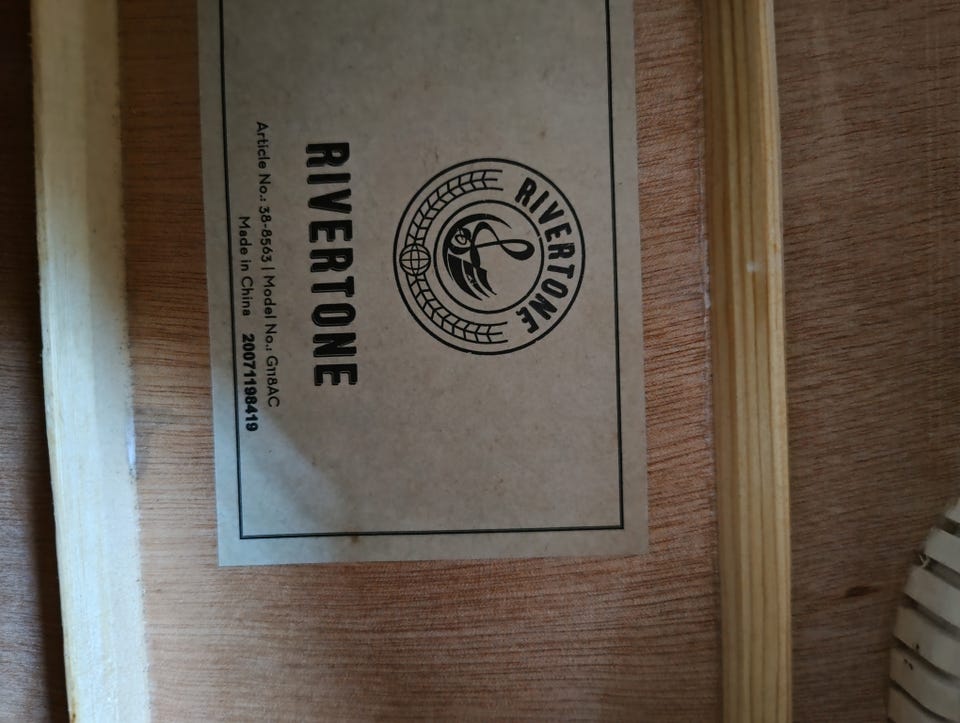 RIVERTONE
RIVERTONE
Article No.: 38-8563 | Model No.: G118AC
Made in China 20071198419